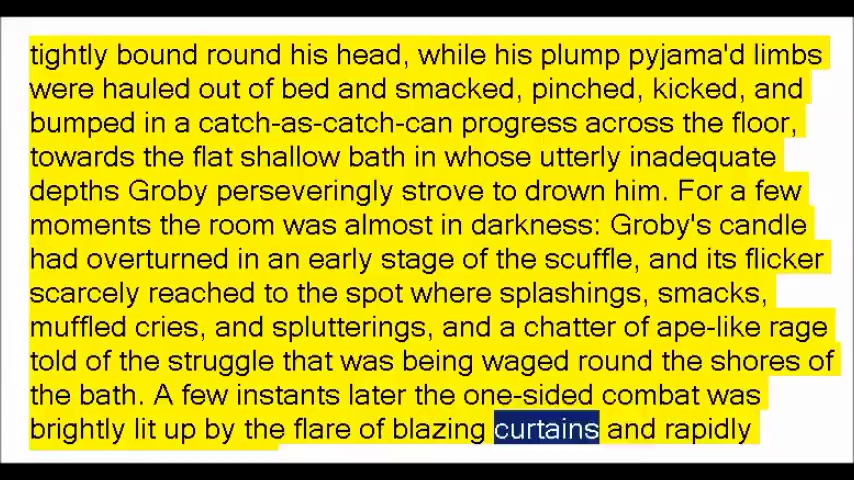 tightly bound round his head, while his plump pyjama'd limbs
were hauled out of bed and smacked, pinched, kicked, and
bumped in a catch-as-catch-can progress across the floor,
towards the flat shallow bath in whose utterly inadequate
depths Groby perseveringly strove to drown him. For a few
moments the room was almost in darkness: Groby's candle
had overturned in an early stage of the scuffle, and its flicker
scarcely reached to the spot where splashings, smacks,
muffled cries, and splutterings, and a chatter of ape-like rage
told of the struggle that was being waged round the shores of
the bath. A few instants later the one-sided combat was
brightly lit up by the flare of blazing curtains and rapidly